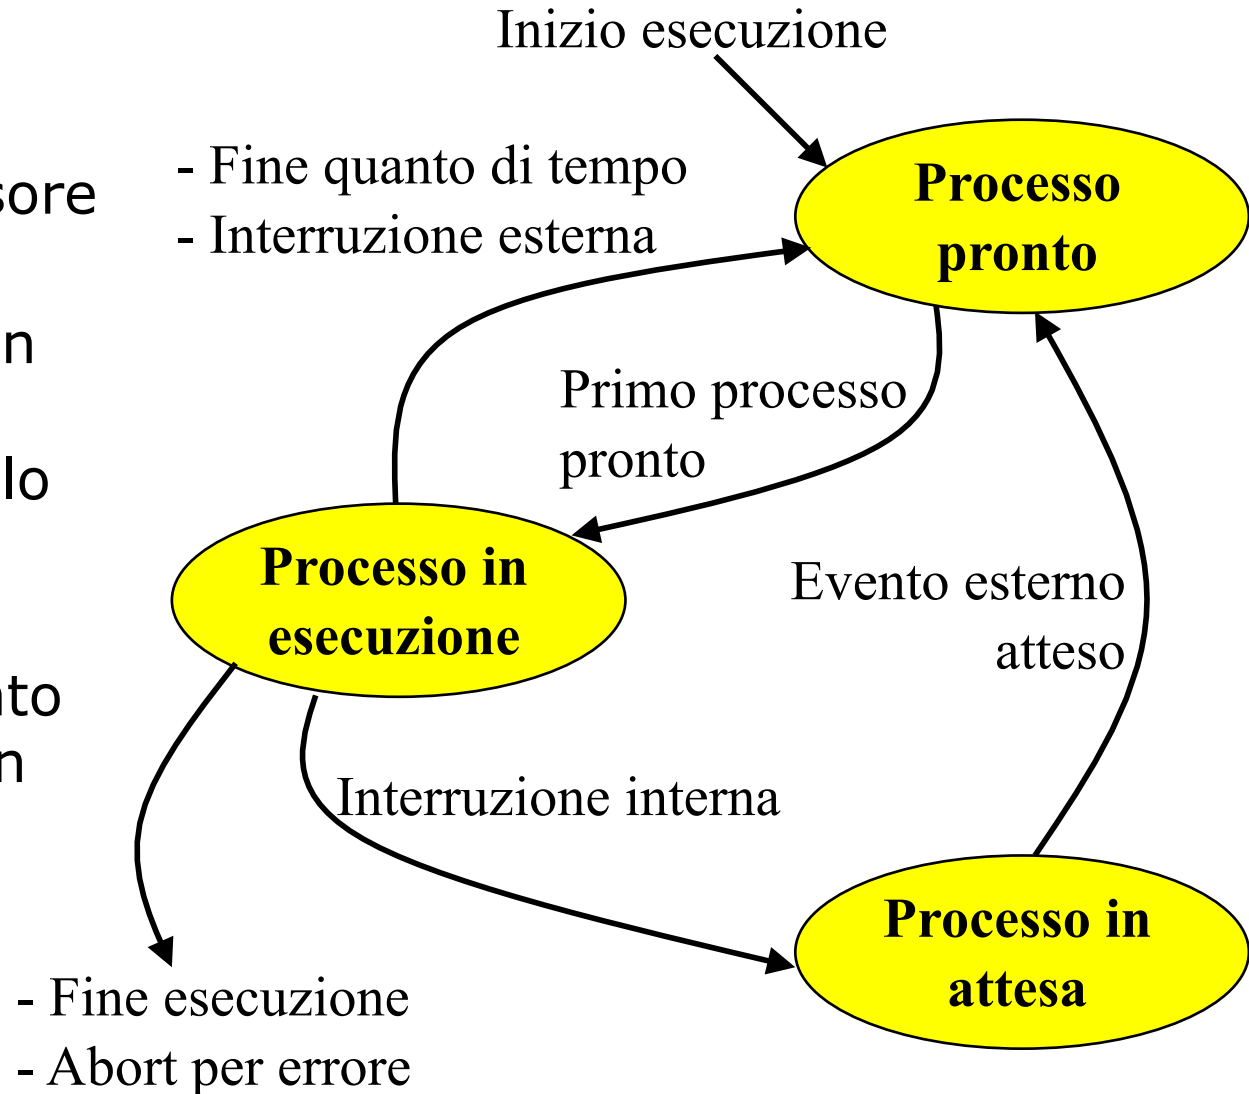 Inizio esecuzione
- Fine quanto di tempo
- Interruzione esterna
Processo
pronto
Primo processo
pronto
Processo in
esecuzione
Evento esterno
atteso
Interruzione interna
Processo in
attesa
- Fine esecuzione
- Abort per errore
lo